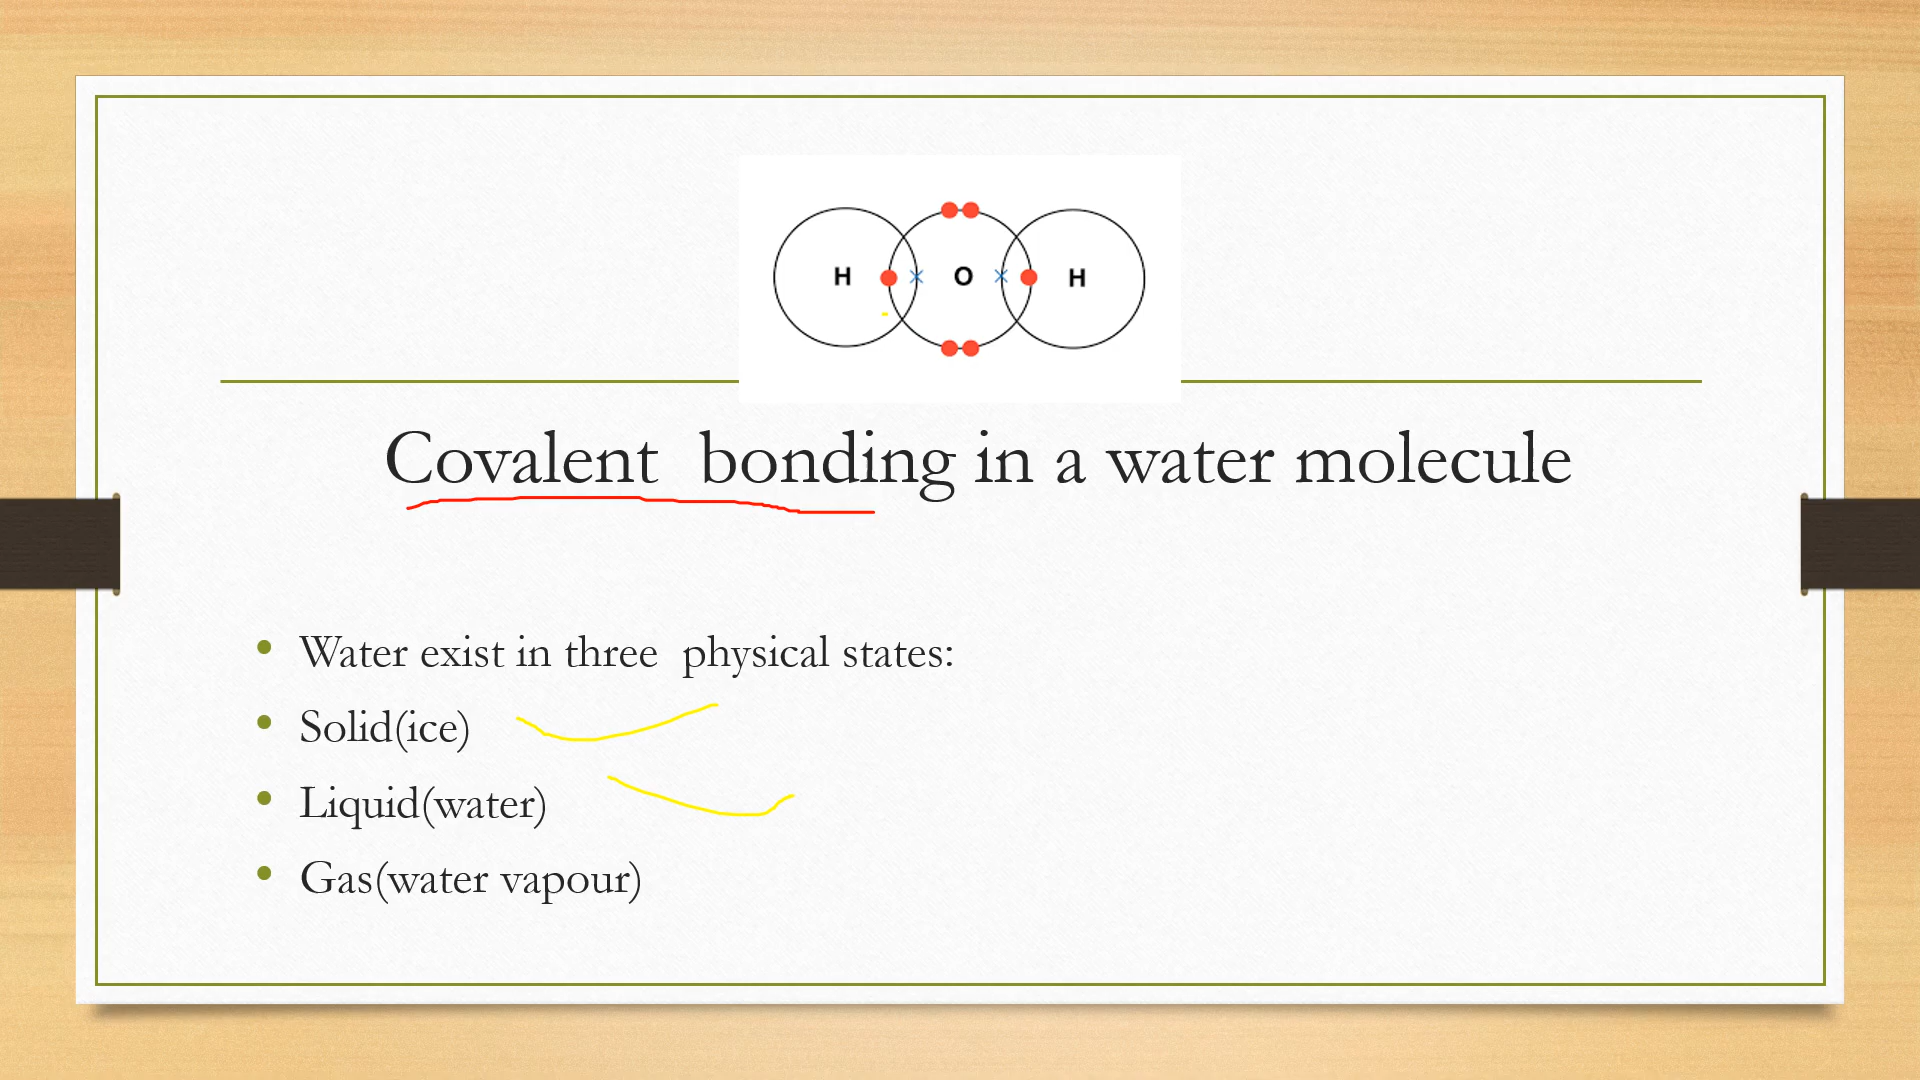 H O H
Covalent bonding in a water molecule
Water exist in three physical states:
Solid(ice)
Liquid(water)
Gas(water vapour)